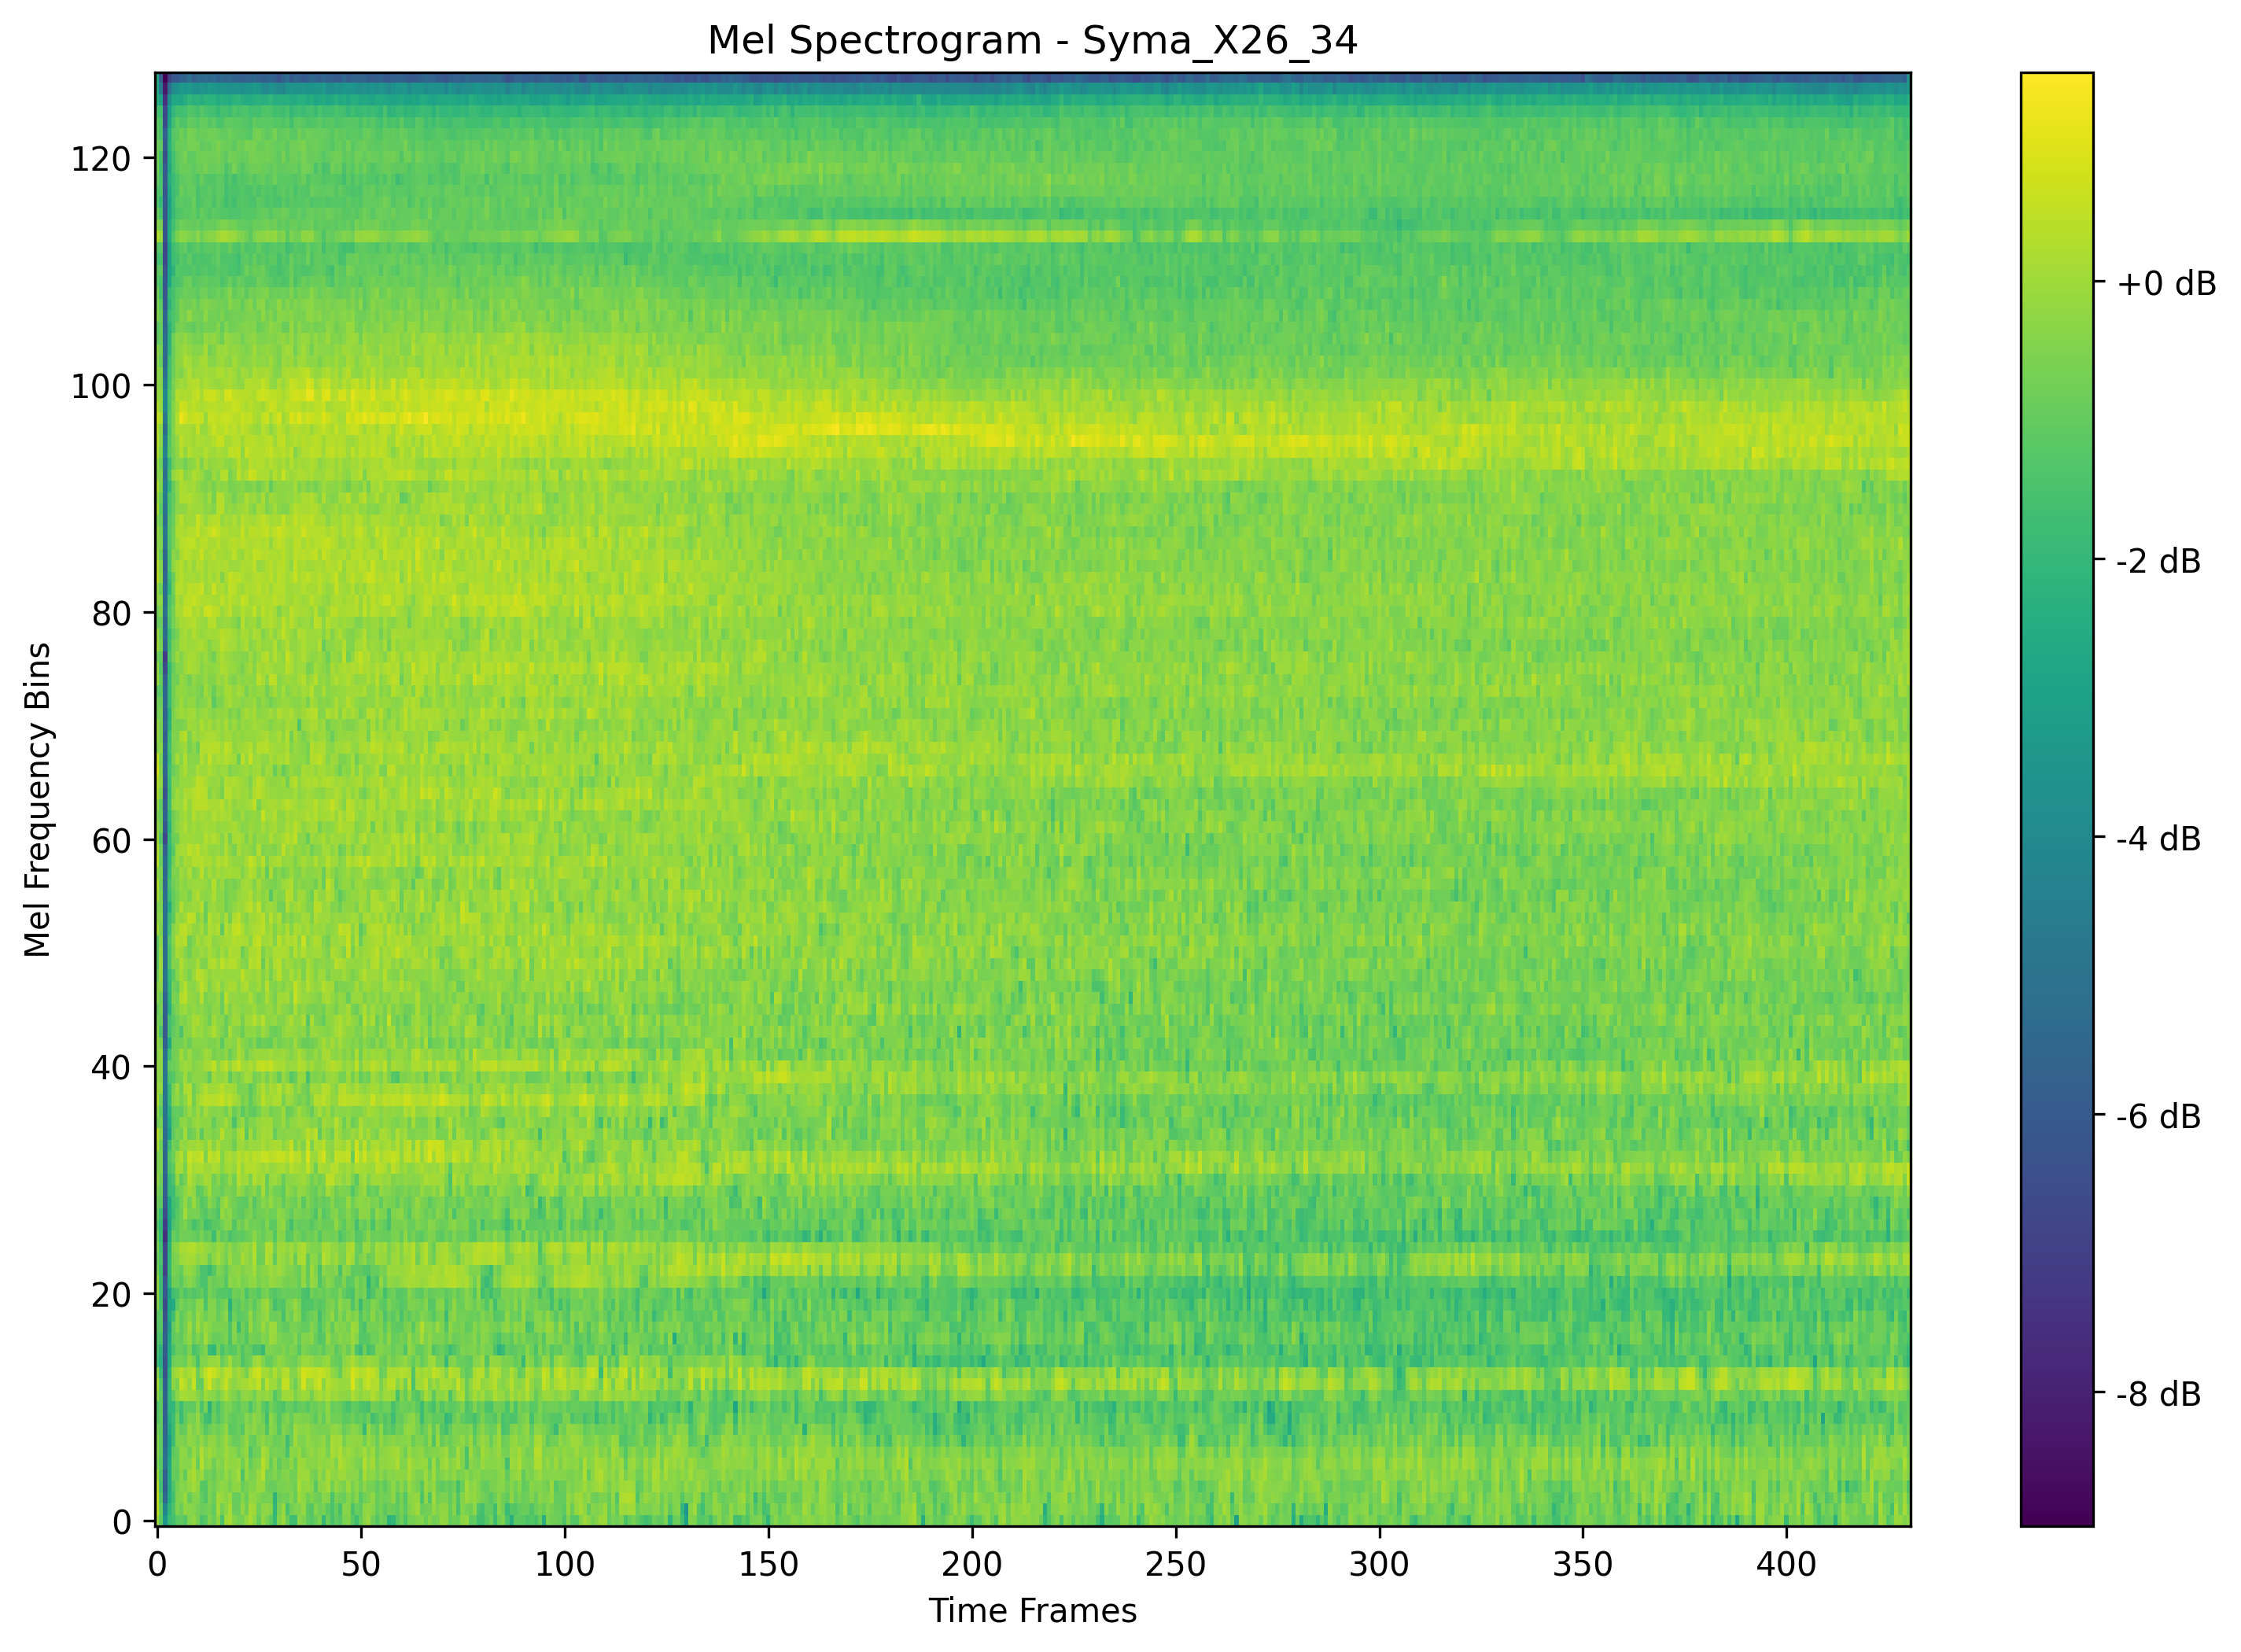 Mel Spectrogram - Syma_X26_34
Mel Frequency Bins
120
100
80
60
40
20
0
0 50 100 150 200 250 300 350 400
Time Frames
+0 dB
-2 dB
-4 dB
-6 dB
-8 dB